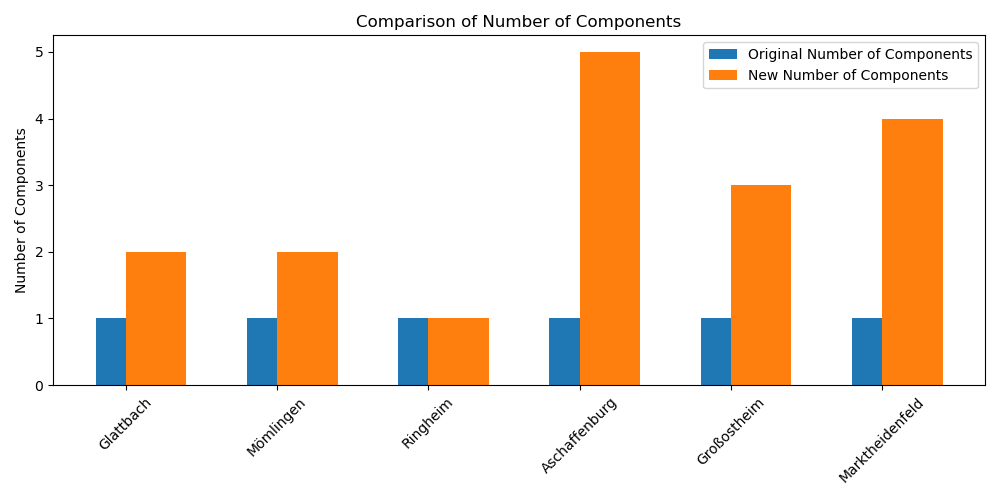 Comparison of Number of Components
Original Number of Components
New Number of Components
Number of Components
5
4
3
2
1
0
Glattbach
Mömlingen
Ringheim
Aschaffenburg
Großostheim
Marktheidenfeld